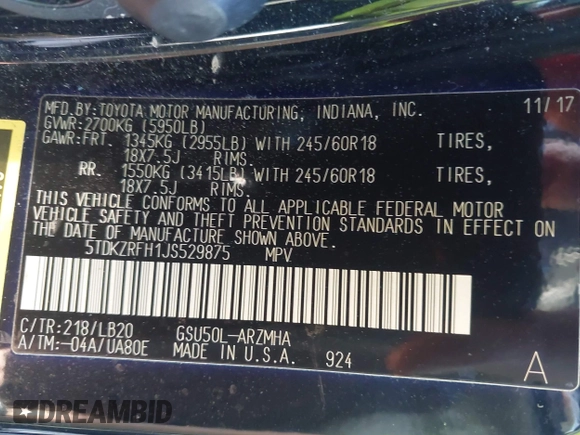 MFD.BY:TOYOTA MOTOR MANUFACTURING, INDIANA, INC. 11/17
GVWR:2700KG (5950LB)
GAWR:FRT. 1345KG (2955LB) WITH 245/60R18 TIRES,
18X7.5J RIMS.
RR. 1550KG (3415LB) WITH 245/60R18 TIRES,
18X7.5J RIMS.
THIS VEHICLE CONFORMS TO ALL APPLICABLE FEDERAL MOTOR
VEHICLE SAFETY AND THEFT PREVENTION STANDARDS IN EFFECT ON
THE DATE OF MANUFACTURE SHOWN ABOVE.
5TDKZRFH1JS529875 MPV
C/TR:218/LB20 GSU50L-ARZMHA
A/TM:-04A/UA80E MADE IN U.S.A. 924 A
DREAMBID